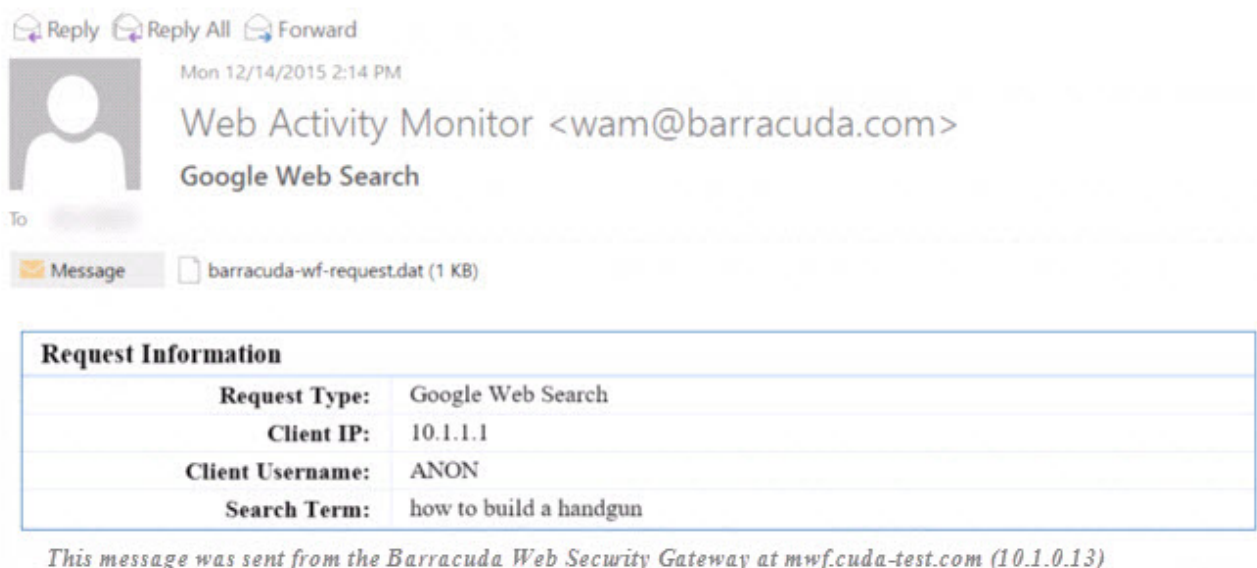 Reply Reply All Forward
Mon 12/14/2015 2:14 PM
Web Activity Monitor <wam@barracuda.com>
Google Web Search
To
Message barracuda-wf-request.dat (1 KB)
Request Information
Request Type: Google Web Search
Client IP: 10.1.1.1
Client Username: ANON
Search Term: how to build a handgun
This message was sent from the Barracuda Web Security Gateway at mwf.cuda-test.com (10.1.0.13)